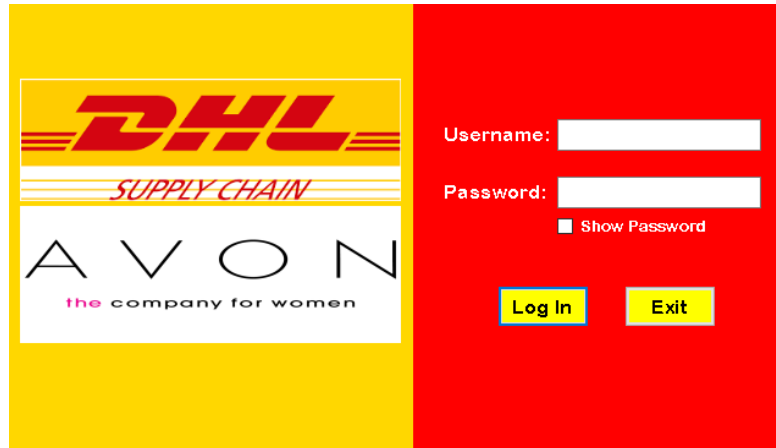 DHL
SUPPLY CHAIN
AVON
the company for women
Username:
Password:
Show Password
Log In
Exit